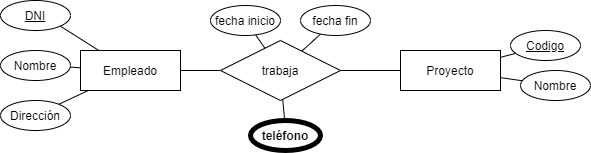 DNI
fecha inicio
fecha fin
Codigo
Nombre
Empleado
trabaja
Proyecto
Nombre
Dirección
teléfono